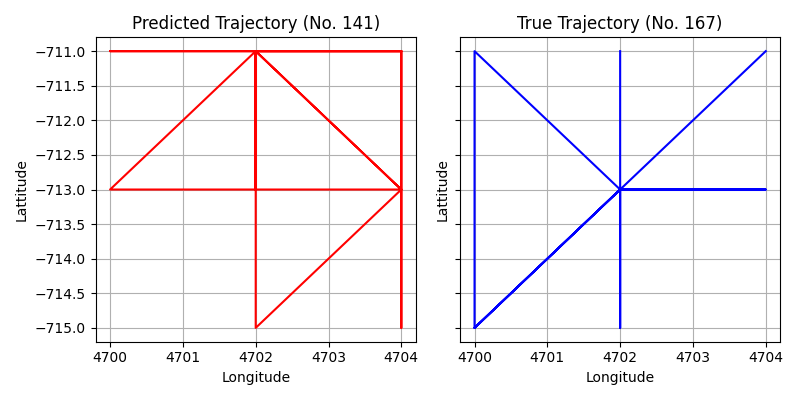 Predicted Trajectory (No. 141)
True Trajectory (No. 167)
−711.0
−711.5
−712.0
−712.5
−713.0
−713.5
−714.0
−714.5
−715.0
Lattitude
Lattitude
4700 4701 4702 4703 4704
4700 4701 4702 4703 4704
Longitude
Longitude